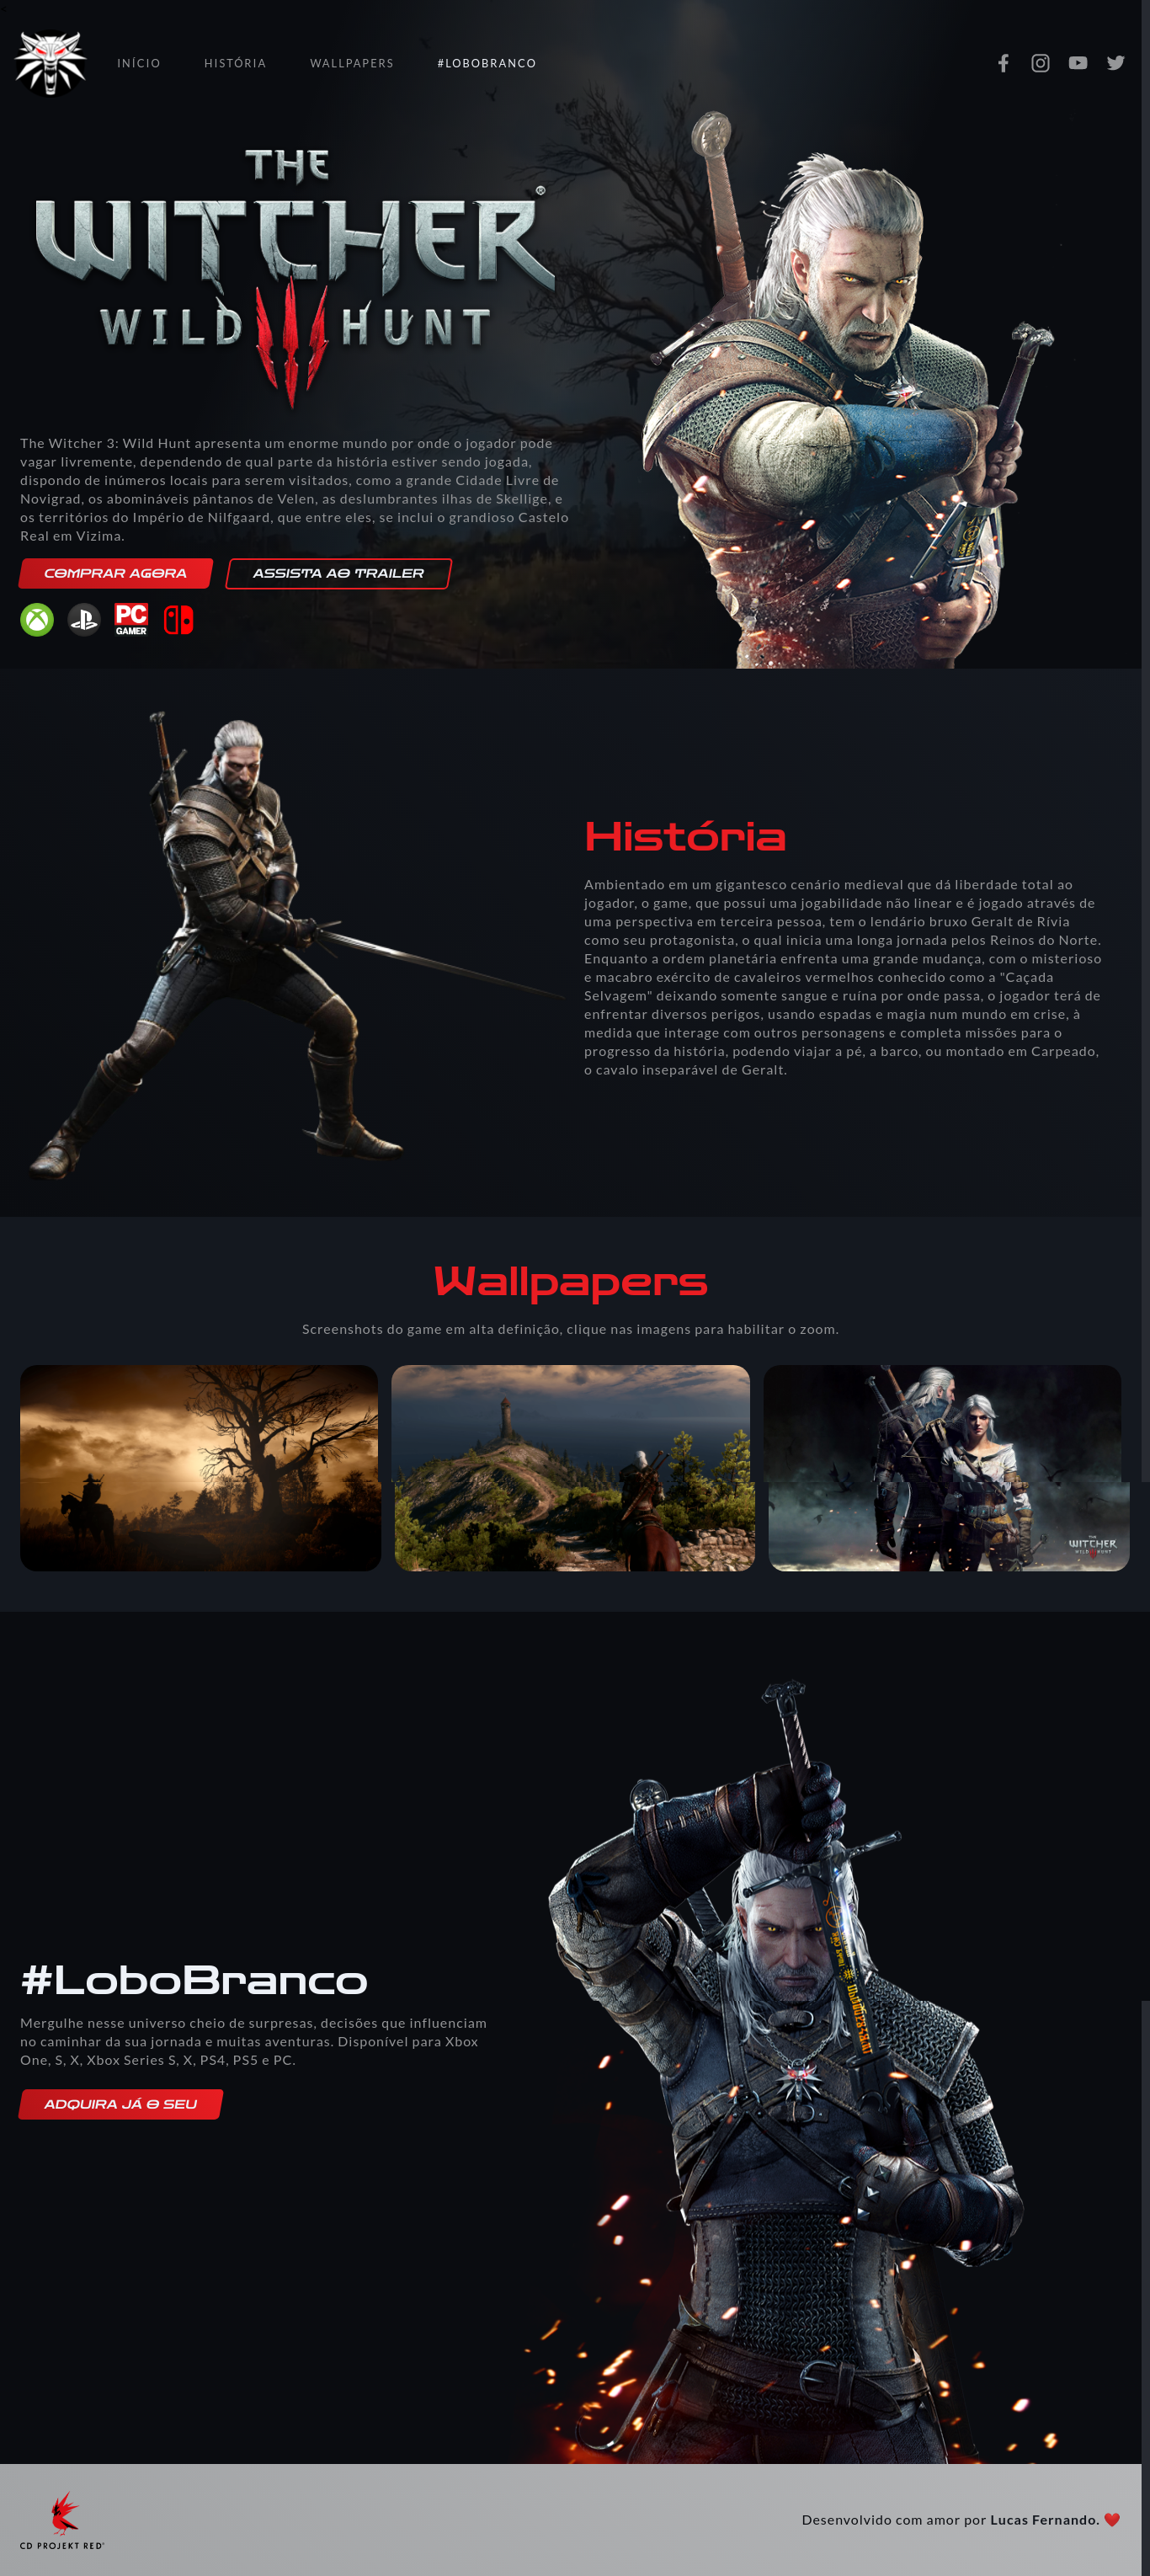 INÍCIO
HISTÓRIA
WALLPAPERS
#LOBOBRANCO
THE
WITCHER®
WILD HUNT
The Witcher 3: Wild Hunt apresenta um enorme mundo por onde o jogador pode
vagar livremente, dependendo de qual parte da história estiver sendo jogada,
dispondo de inúmeros locais para serem visitados, como a grande Cidade Livre de
Novigrad, os abomináveis pântanos de Velen, as deslumbrantes ilhas de Skellige, e
os territórios do Império de Nilfgaard, que entre eles, se inclui o grandioso Castelo
Real em Vizima.
COMPRAR AGORA
ASSISTA AO TRAILER
PC
GAMER
História
Ambientado em um gigantesco cenário medieval que dá liberdade total ao
jogador, o game, que possui uma jogabilidade não linear e é jogado através de
uma perspectiva em terceira pessoa, tem o lendário bruxo Geralt de Rívia
como seu protagonista, o qual inicia uma longa jornada pelos Reinos do Norte.
Enquanto a ordem planetária enfrenta uma grande mudança, com o misterioso
e macabro exército de cavaleiros vermelhos conhecido como a "Caçada
Selvagem" deixando somente sangue e ruína por onde passa, o jogador terá de
enfrentar diversos perigos, usando espadas e magia num mundo em crise, à
medida que interage com outros personagens e completa missões para o
progresso da história, podendo viajar a pé, a barco, ou montado em Carpeado,
o cavalo inseparável de Geralt.
Wallpapers
Screenshots do game em alta definição, clique nas imagens para habilitar o zoom.
THE
WITCHER
WILD HUNT
#LoboBranco
Mergulhe nesse universo cheio de surpresas, decisões que influenciam
no caminhar da sua jornada e muitas aventuras. Disponível para Xbox
One, S, X, Xbox Series S, X, PS4, PS5 e PC.
ADQUIRA JÁ O SEU
CD PROJEKT RED®
Desenvolvido com amor por Lucas Fernando. ❤️